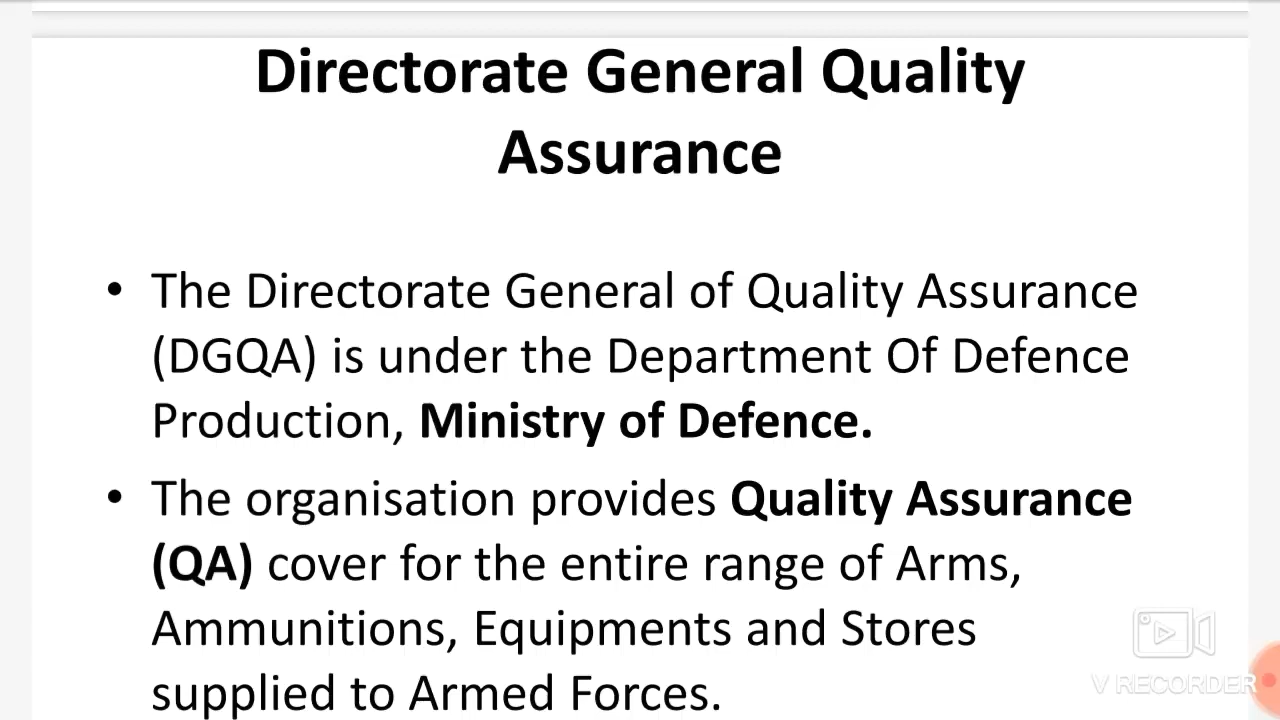 Directorate General Quality
Assurance
• The Directorate General of Quality Assurance
(DGQA) is under the Department Of Defence
Production, Ministry of Defence.
• The organisation provides Quality Assurance
(QA) cover for the entire range of Arms,
Ammunitions, Equipments and Stores
supplied to Armed Forces.
V RECORDER